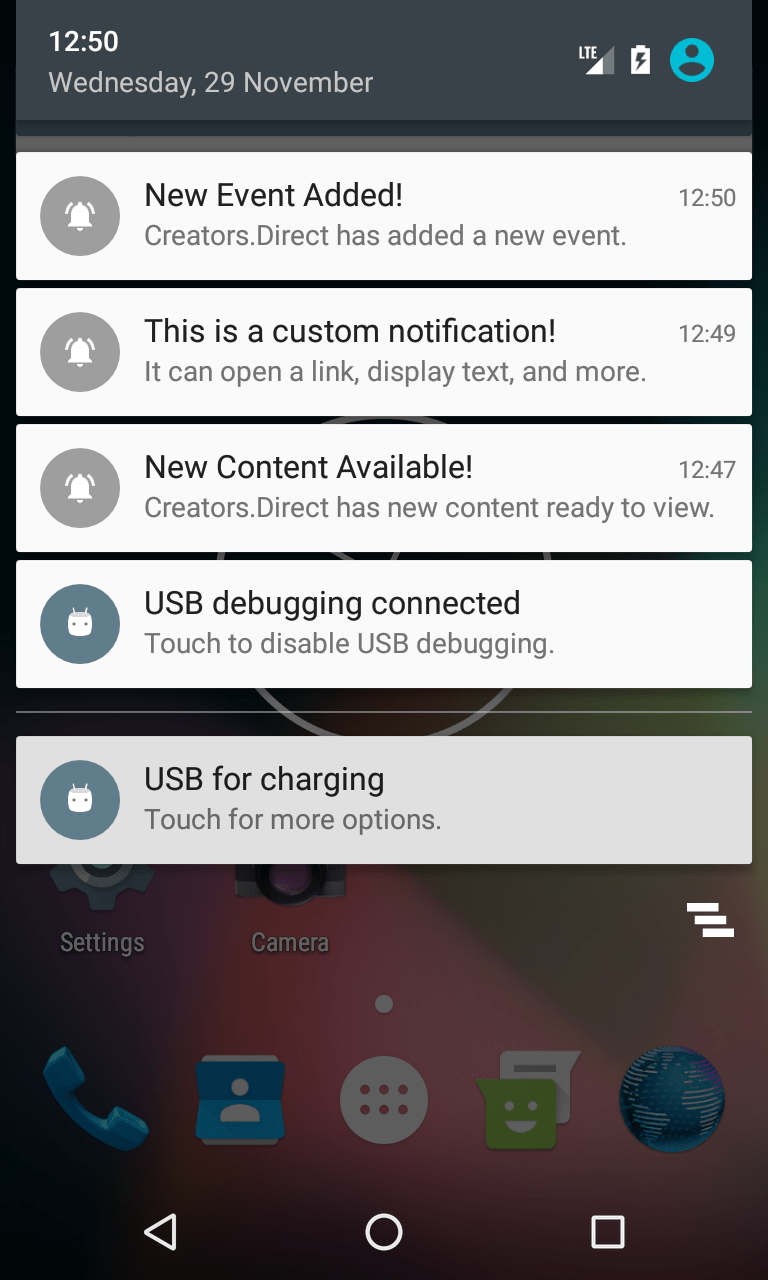 12:50
Wednesday, 29 November
LTE
New Event Added!
12:50
Creators.Direct has added a new event.
This is a custom notification!
12:49
It can open a link, display text, and more.
New Content Available!
12:47
Creators.Direct has new content ready to view.
USB debugging connected
Touch to disable USB debugging.
USB for charging
Touch for more options.
Settings
Camera